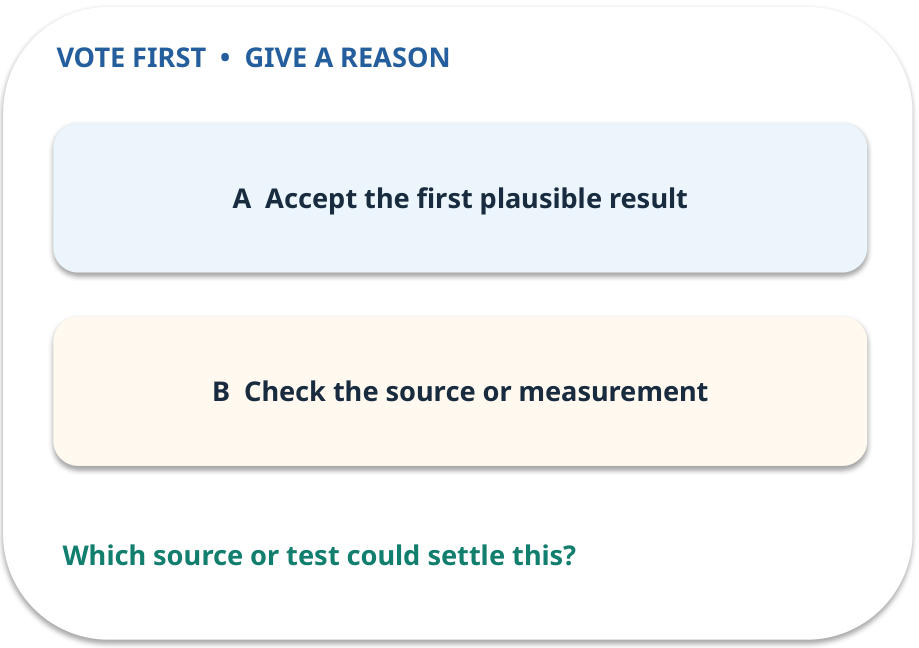 VOTE FIRST • GIVE A REASON
A Accept the first plausible result
B Check the source or measurement
Which source or test could settle this?